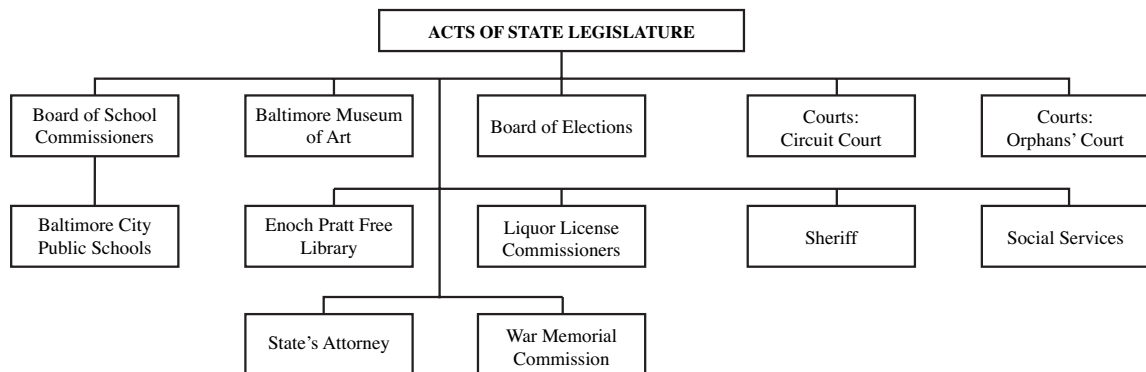 ACTS OF STATE LEGISLATURE
Board of School
Commissioners
Baltimore Museum
of Art
Board of Elections
Courts:
Circuit Court
Courts:
Orphans’ Court
Baltimore City
Public Schools
Enoch Pratt Free
Library
Liquor License
Commissioners
Sheriff
Social Services
State’s Attorney
War Memorial
Commission